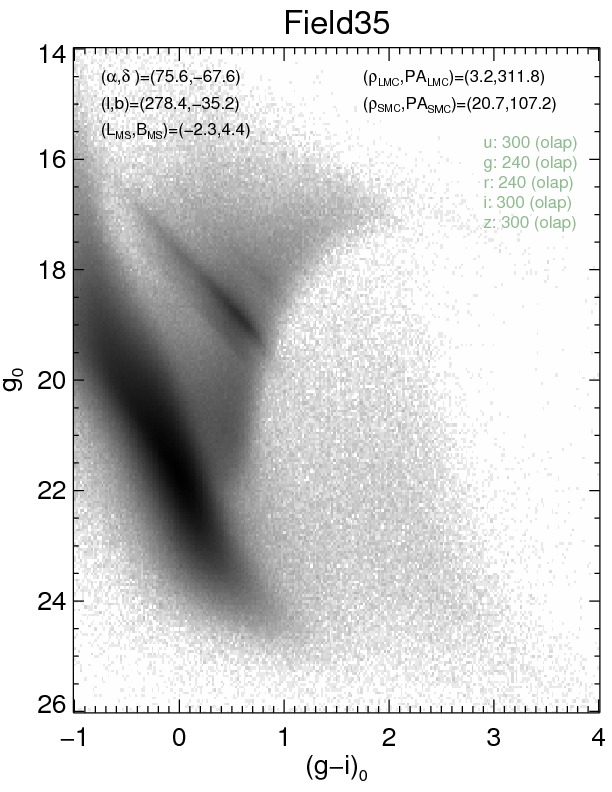 Field35
(α,δ )=(75.6,−67.6)
(l,b)=(278.4,−35.2)
(LMS,BMS)=(−2.3,4.4)
(ρLMC,PALMC)=(3.2,311.8)
(ρSMC,PASMC)=(20.7,107.2)
u: 300 (olap)
g: 240 (olap)
r: 240 (olap)
i: 300 (olap)
z: 300 (olap)
14
16
18
20
22
24
26
g0
−1 0 1 2 3 4
(g−i)0